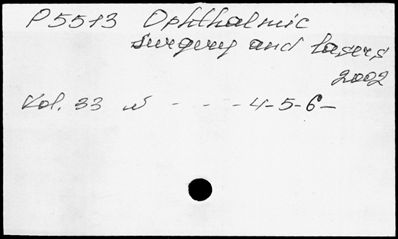 P5513 Ophthalmic
surgery and lasers
2002
Vol. 33 N - - - 4-5-6-